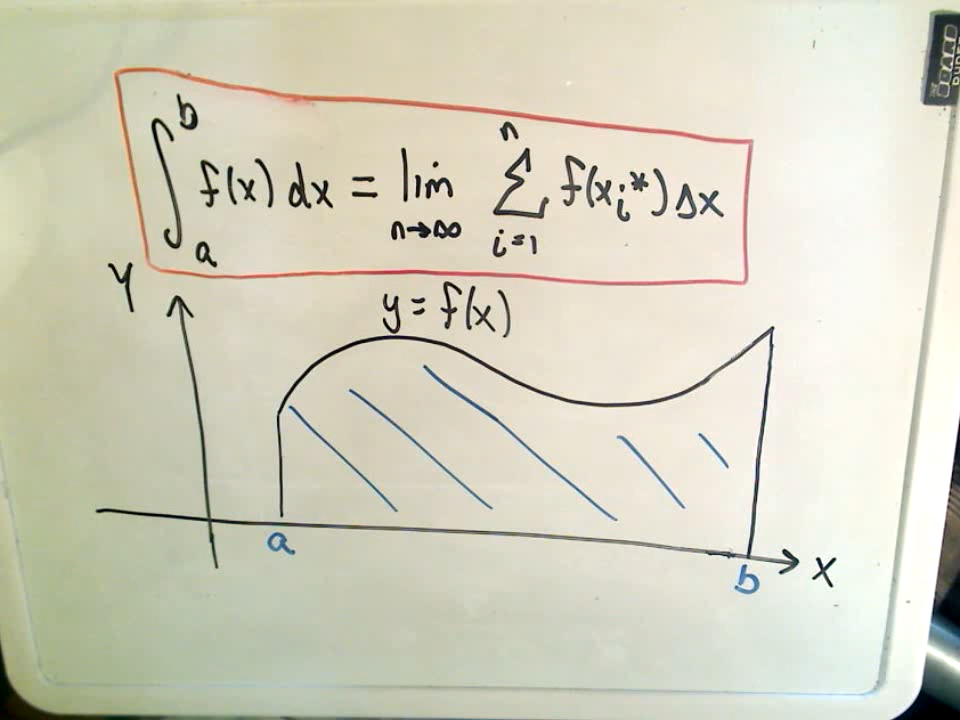 ∫_a^b f(x) dx = lim_{n→∞} Σ_{i=1}^n f(x_i*) Δx
y = f(x)
Y
a
b
X